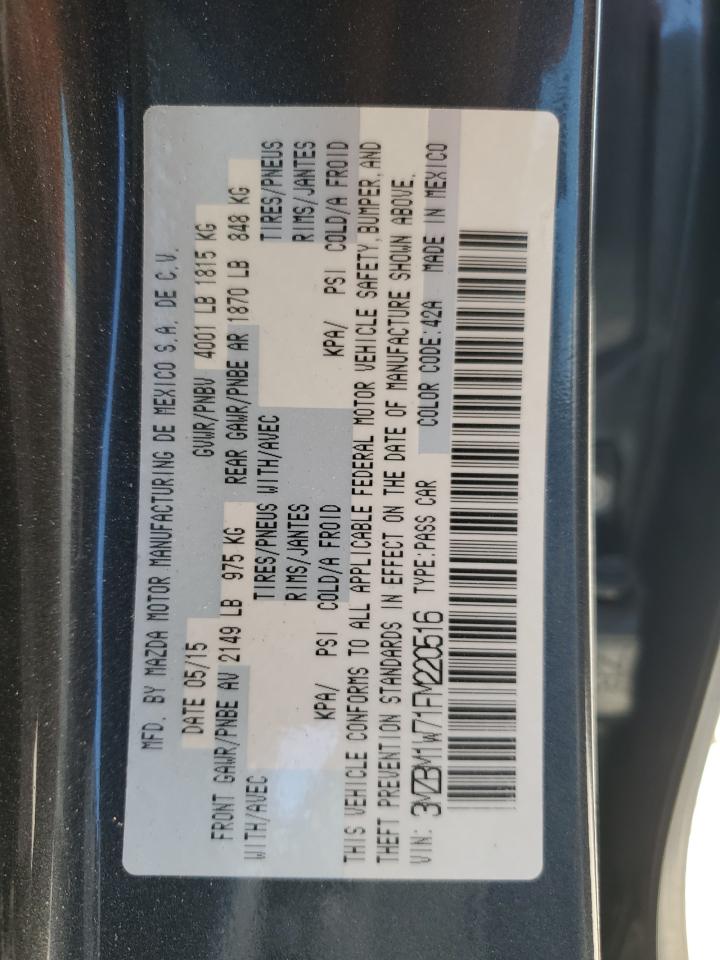 MFD. BY MAZDA MOTOR MANUFACTURING DE MEXICO S.A. DE C.V.
DATE 05/15 GVWR/PNBV 4001 LB 1815 KG
FRONT GAWR/PNBE AV 2149 LB 975 KG REAR GAWR/PNBE AR 1870 LB 848 KG
WITH/AVEC TIRES/PNEUS WITH/AVEC TIRES/PNEUS
RIMS/JANTES RIMS/JANTES
KPA/ PSI COLD/A FROID KPA/ PSI COLD/A FROID
THIS VEHICLE CONFORMS TO ALL APPLICABLE FEDERAL MOTOR VEHICLE SAFETY, BUMPER, AND
THEFT PREVENTION STANDARDS IN EFFECT ON THE DATE OF MANUFACTURE SHOWN ABOVE.
VIN: 3MZBM1W71FM220516 TYPE:PASS CAR COLOR CODE:42A MADE IN MEXICO